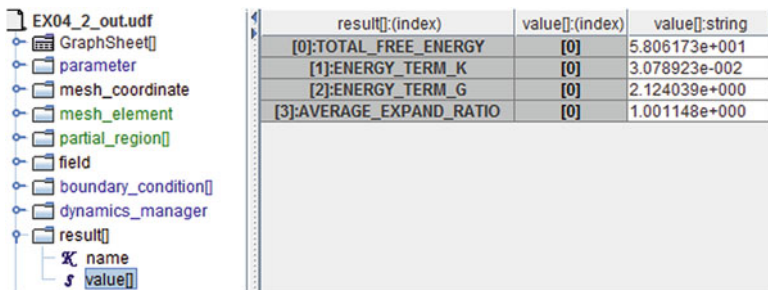 EX04_2_out.udf
GraphSheet[]
parameter
mesh_coordinate
mesh_element
partial_region[]
field
boundary_condition[]
dynamics_manager
result[]
K name
S value[]
result[]:(index) value[]:(index) value[]:string
[0]:TOTAL_FREE_ENERGY [0] 5.806173e+001
[1]:ENERGY_TERM_K [0] 3.078923e-002
[2]:ENERGY_TERM_G [0] 2.124039e+000
[3]:AVERAGE_EXPAND_RATIO [0] 1.001148e+000